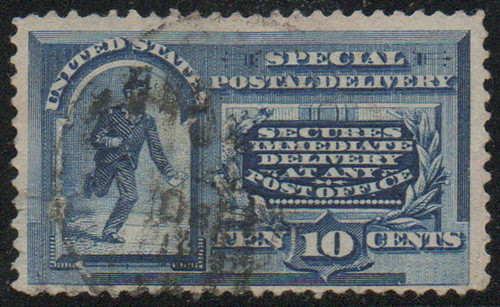 UNITED STATES
SPECIAL
POSTAL DELIVERY
SECURES
IMMEDIATE
DELIVERY
AT ANY
POST OFFICE
TEN 10 CENTS